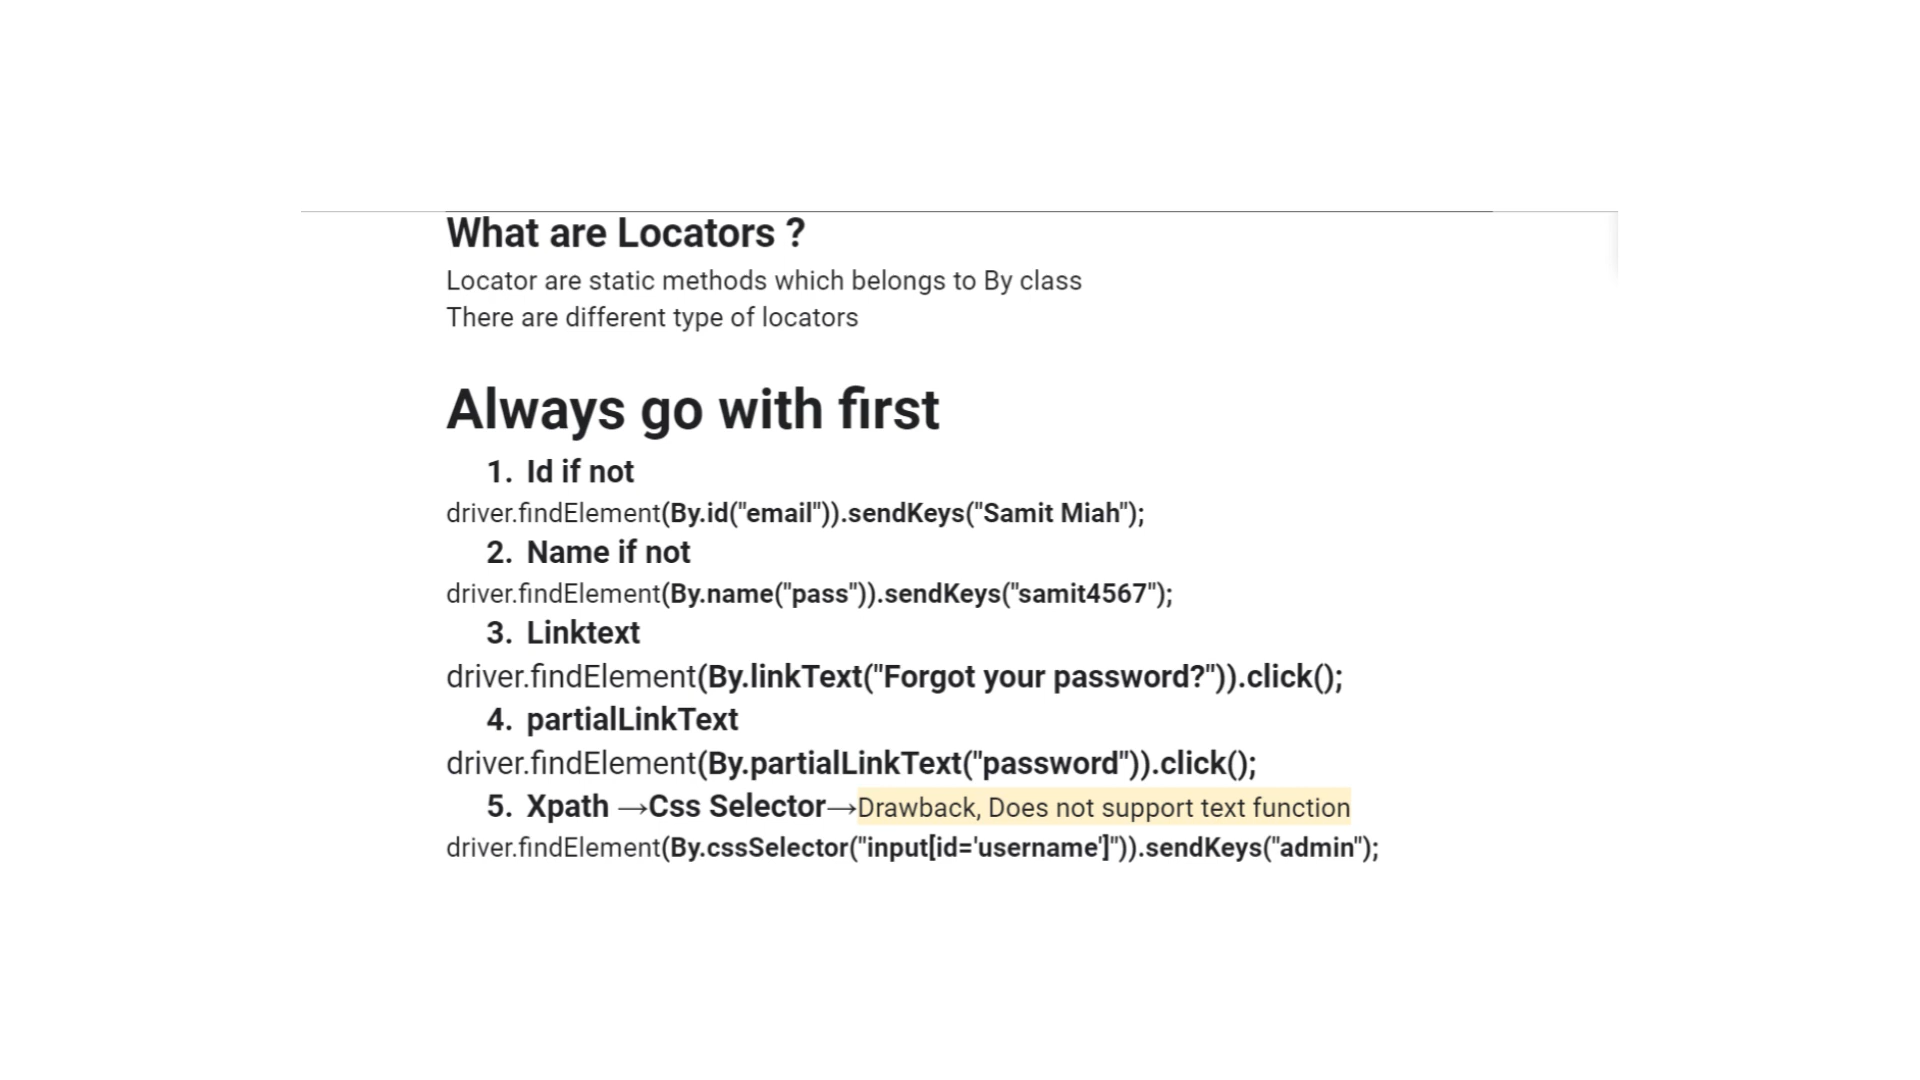 What are Locators ?
Locator are static methods which belongs to By class
There are different type of locators
Always go with first
1. Id if not
driver.findElement(By.id("email")).sendKeys("Samit Miah");
2. Name if not
driver.findElement(By.name("pass")).sendKeys("samit4567");
3. Linktext
driver.findElement(By.linkText("Forgot your password?")).click();
4. partialLinkText
driver.findElement(By.partialLinkText("password")).click();
5. Xpath →Css Selector→Drawback, Does not support text function
driver.findElement(By.cssSelector("input[id='username']")).sendKeys("admin");